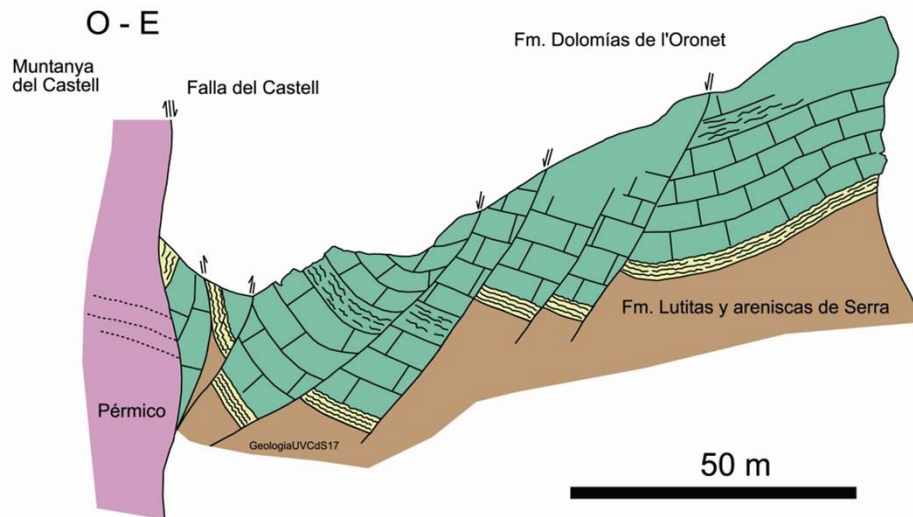 O - E
Muntanya
del Castell
Falla del Castell
Fm. Dolomías de l'Oronet
Fm. Lutitas y areniscas de Serra
Pérmico
GeologiaUVCdS17
50 m